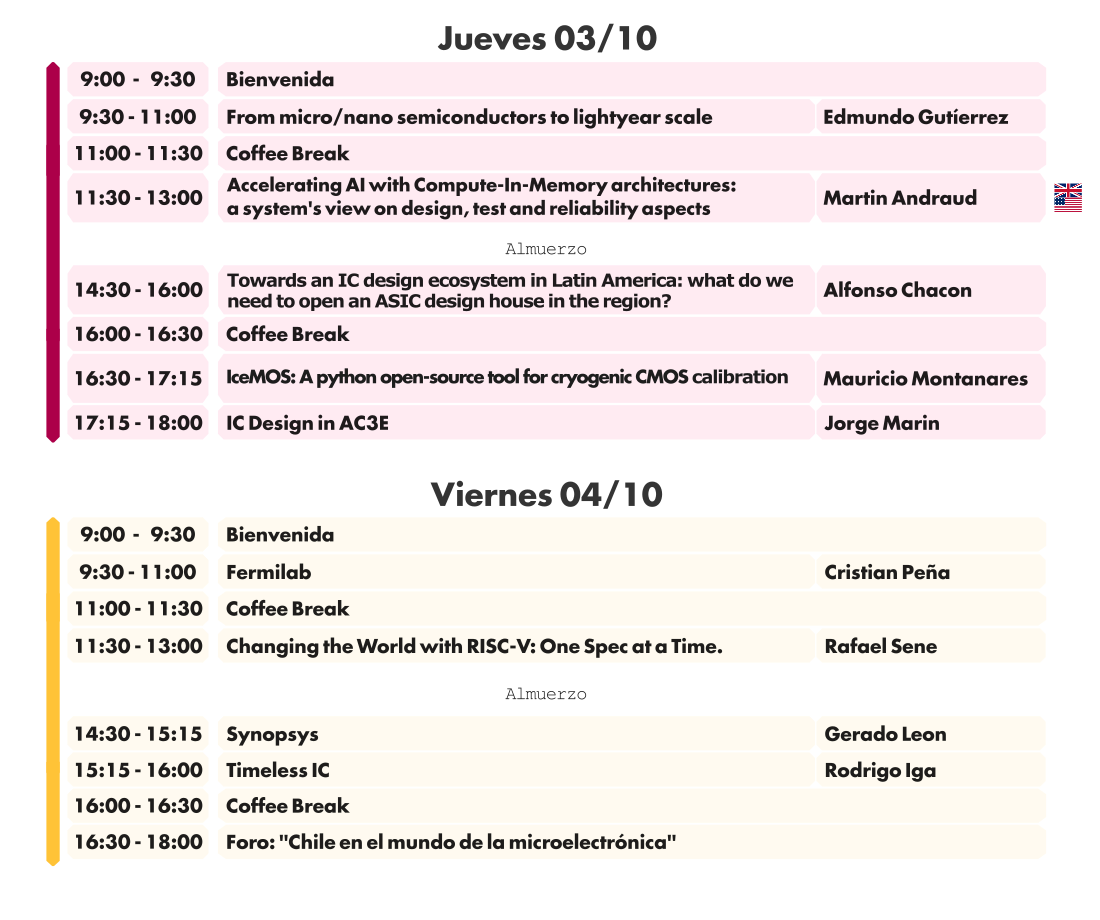 Jueves 03/10
9:00 - 9:30 Bienvenida
9:30 - 11:00 From micro/nano semiconductors to lightyear scale Edmundo Gutíerrez
11:00 - 11:30 Coffee Break
11:30 - 13:00 Accelerating AI with Compute-In-Memory architectures:
a system's view on design, test and reliability aspects Martin Andraud
Almuerzo
14:30 - 16:00 Towards an IC design ecosystem in Latin America: what do we
need to open an ASIC design house in the region? Alfonso Chacon
16:00 - 16:30 Coffee Break
16:30 - 17:15 IceMOS: A python open-source tool for cryogenic CMOS calibration Mauricio Montanares
17:15 - 18:00 IC Design in AC3E Jorge Marin
Viernes 04/10
9:00 - 9:30 Bienvenida
9:30 - 11:00 Fermilab Cristian Peña
11:00 - 11:30 Coffee Break
11:30 - 13:00 Changing the World with RISC-V: One Spec at a Time. Rafael Sene
Almuerzo
14:30 - 15:15 Synopsys Gerado Leon
15:15 - 16:00 Timeless IC Rodrigo Iga
16:00 - 16:30 Coffee Break
16:30 - 18:00 Foro: "Chile en el mundo de la microelectrónica"